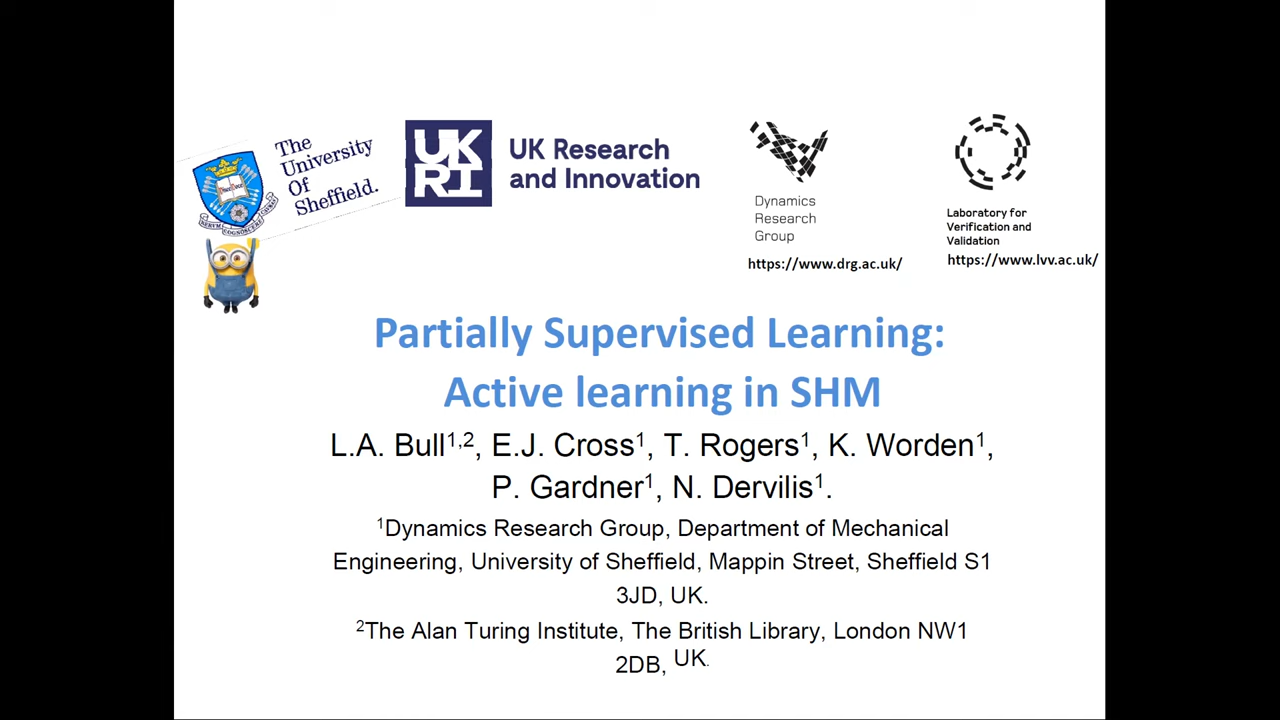 The
University
Of
Sheffield.
UK
RI
UK Research
and Innovation
Dynamics
Research
Group
https://www.drg.ac.uk/
Laboratory for
Verification and
Validation
https://www.lvv.ac.uk/
Partially Supervised Learning:
Active learning in SHM
L.A. Bull1,2, E.J. Cross1, T. Rogers1, K. Worden1,
P. Gardner1, N. Dervilis1.
1Dynamics Research Group, Department of Mechanical
Engineering, University of Sheffield, Mappin Street, Sheffield S1
3JD, UK.
2The Alan Turing Institute, The British Library, London NW1
2DB, UK.